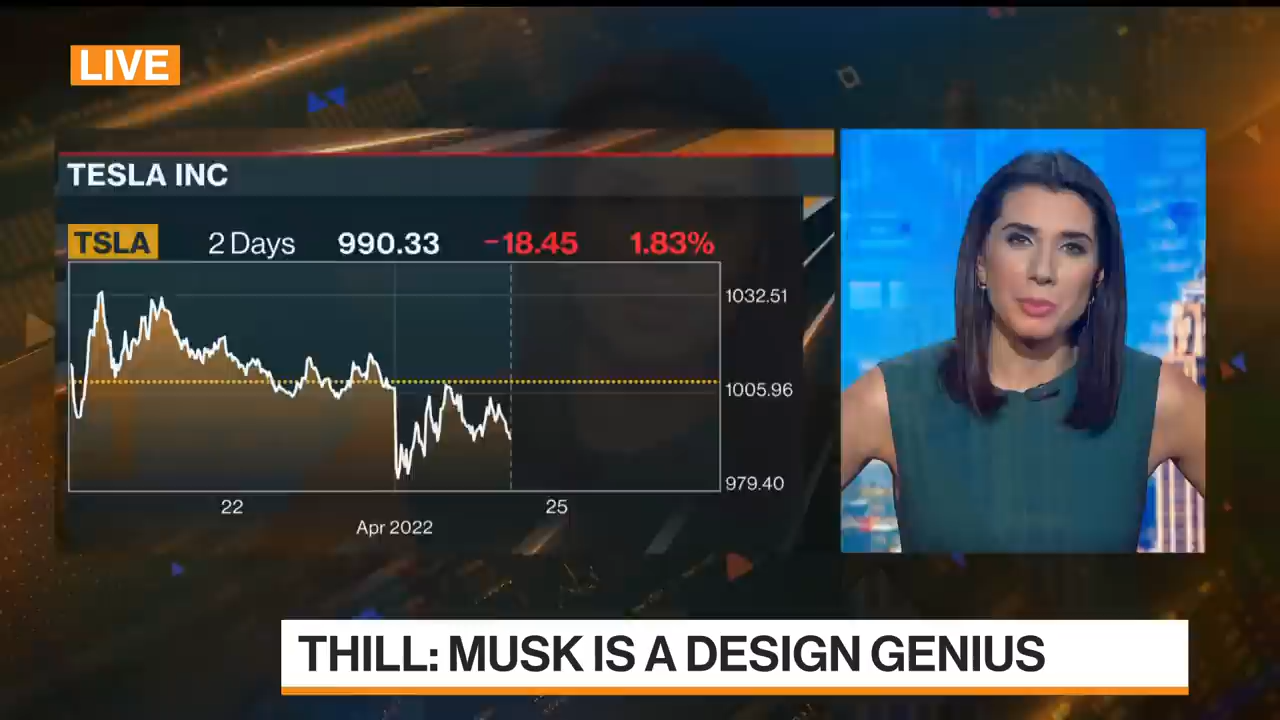 LIVE
TESLA INC
TSLA 2 Days 990.33 -18.45 1.83%
1032.51
1005.96
979.40
22 25
Apr 2022
THILL: MUSK IS A DESIGN GENIUS